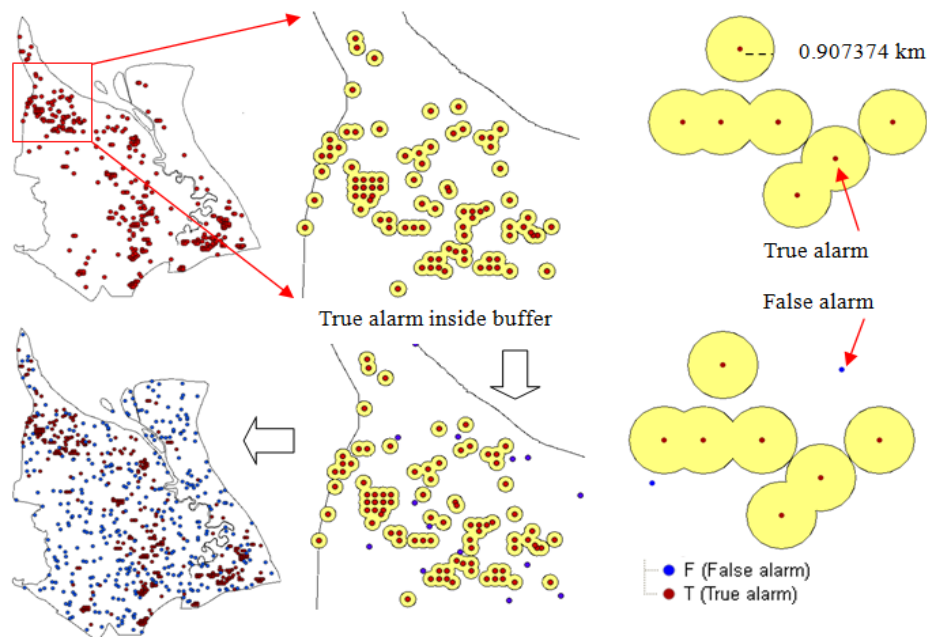 0.907374 km
True alarm
True alarm inside buffer
False alarm
F (False alarm)
T (True alarm)